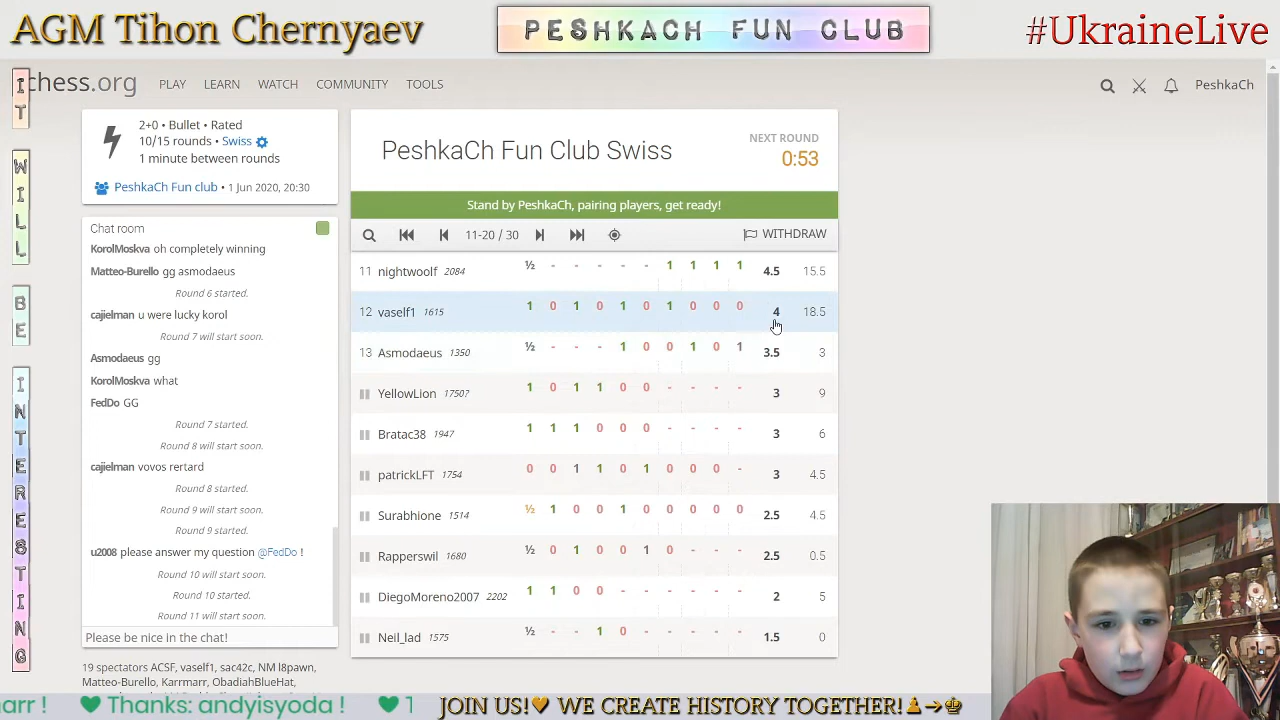 AGM Tihon Chernyaev
PESHKACH FUN CLUB
#UkraineLive
chess.org
PLAY LEARN WATCH COMMUNITY TOOLS
PeshkaCh
IT
WILL
BE
INTERESTING
2+0 • Bullet • Rated
10/15 rounds • Swiss
1 minute between rounds
PeshkaCh Fun club • 1 Jun 2020, 20:30
Chat room
KorolMoskva oh completely winning
Matteo-Burello gg asmodaeus
Round 6 started.
cajielman u were lucky korol
Round 7 will start soon.
Asmodaeus gg
KorolMoskva what
FedDo GG
Round 7 started.
Round 8 will start soon.
cajielman vovos rertard
Round 8 started.
Round 9 will start soon.
Round 9 started.
u2008 please answer my question @FedDo !
Round 10 will start soon.
Round 10 started.
Round 11 will start soon.
Please be nice in the chat!
19 spectators ACSF, vaself1, sac42c, NM l8pawn,
Matteo-Burello, Karrmarr, ObadiahBlueHat,
PeshkaCh Fun Club Swiss
NEXT ROUND
0:53
Stand by PeshkaCh, pairing players, get ready!
11-20 / 30 WITHDRAW
11 nightwoolf 2084 ½ - - - - - 1 1 1 1 4.5 15.5
12 vaself1 1615 1 0 1 0 1 0 1 0 0 0 4 18.5
13 Asmodaeus 1350 ½ - - - 1 0 0 1 0 1 3.5 3
YellowLion 1750? 1 0 1 1 0 0 - - - - 3 9
Bratac38 1947 1 1 1 0 0 0 - - - - 3 6
patrickLFT 1754 0 0 1 1 0 1 0 0 0 - 3 4.5
Surabhione 1514 ½ 1 0 0 1 0 0 0 0 0 2.5 4.5
Rapperswil 1680 ½ 0 1 0 0 1 0 - - - 2.5 0.5
DiegoMoreno2007 2202 1 1 0 0 - - - - - - 2 5
Neil_lad 1575 ½ - - 1 0 - - - - - 1.5 0
arr ! Thanks: andyisyoda !
JOIN US! WE CREATE HISTORY TOGETHER!